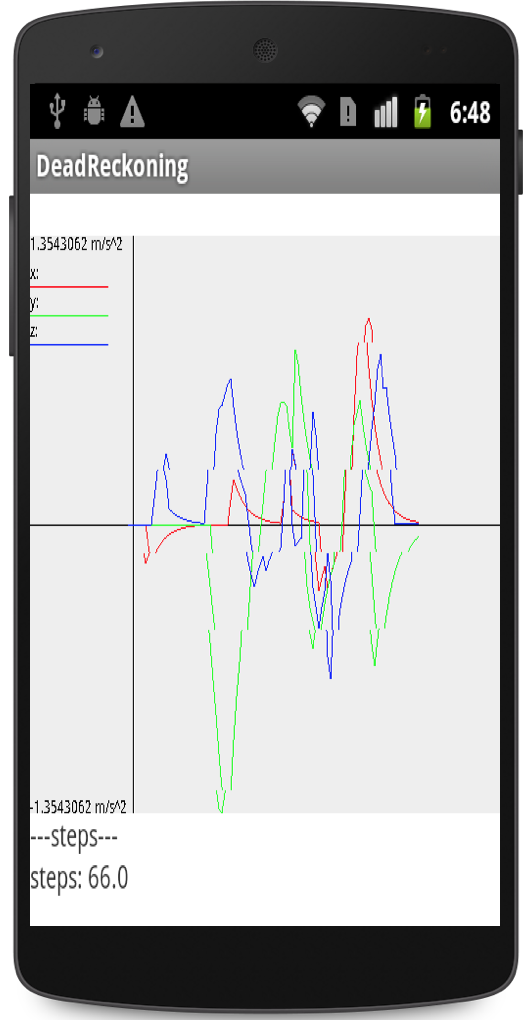 6:48
DeadReckoning
1.3543062 m/s^2
x:
y:
z:
-1.3543062 m/s^2
---steps---
steps: 66.0